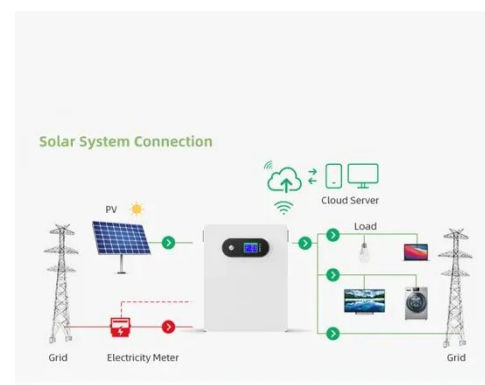 Solar System Connection
Cloud Server
PV
Load
Grid
Electricity Meter
Grid